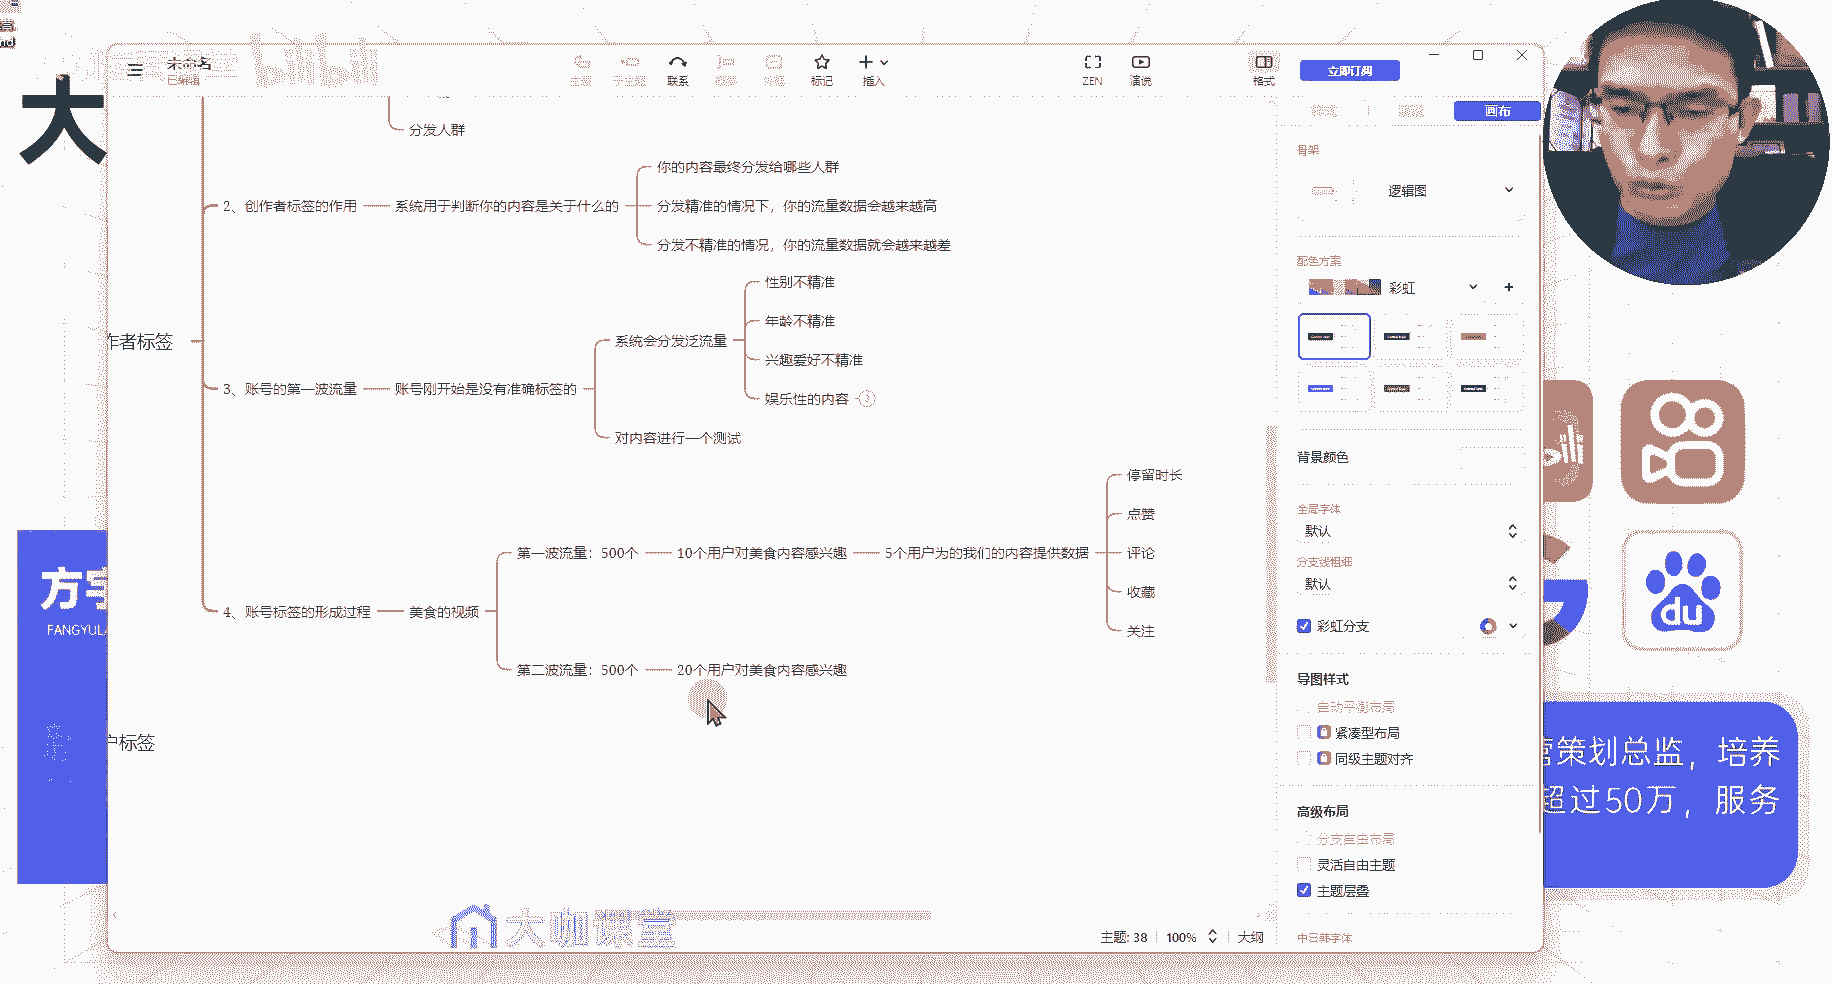 大
未命名
已编辑
bilibili
联系
标记
插入
ZEN
演说
格式
立即订阅
画布
分发人群
你的内容最终分发给哪些人群
2、创作者标签的作用
系统用于判断你的内容是关于什么的
分发精准的情况下，你的流量数据会越来越高
分发不精准的情况，你的流量数据就会越来越差
性别不精准
年龄不精准
作者标签
系统会分发泛流量
兴趣爱好不精准
3、账号的第一波流量
账号刚开始是没有准确标签的
娱乐性的内容
对内容进行一个测试
停留时长
点赞
第一波流量：500个
10个用户对美食内容感兴趣
5个用户为的我们的内容提供数据
评论
收藏
4、账号标签的形成过程
美食的视频
关注
第二波流量：500个
20个用户对美食内容感兴趣
户标签
骨架
逻辑图
配色方案
彩虹
背景颜色
全局字体
默认
分支线粗细
默认
彩虹分支
导图样式
自动平衡布局
紧凑型布局
同级主题对齐
高级布局
分支自由布局
灵活自由主题
主题层叠
中日韩字体
主题: 38
100%
大纲
大咖课堂
方宇
FANGYULA
du
营策划总监，培养
超过50万，服务